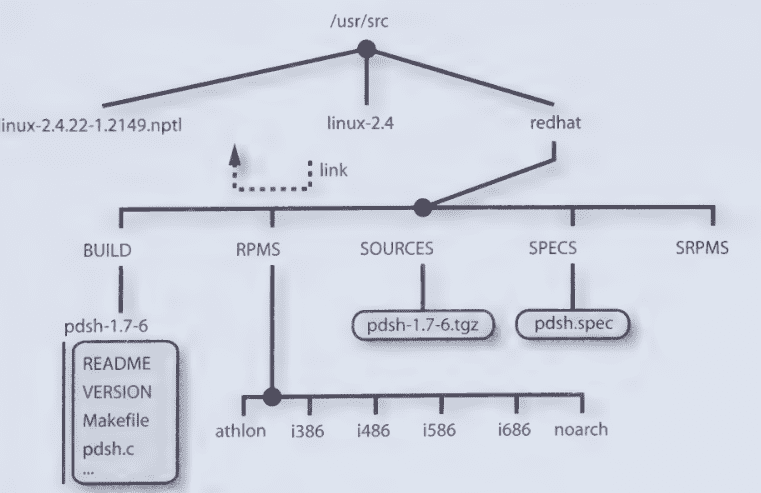 /usr/src
inux-2.4.22-1.2149.nptl linux-2.4 redhat
link
BUILD RPMS SOURCES SPECS SRPMS
pdsh-1.7-6 pdsh-1.7-6.tgz pdsh.spec
README
VERSION
Makefile
pdsh.c
...
athlon i386 i486 i586 i686 noarch